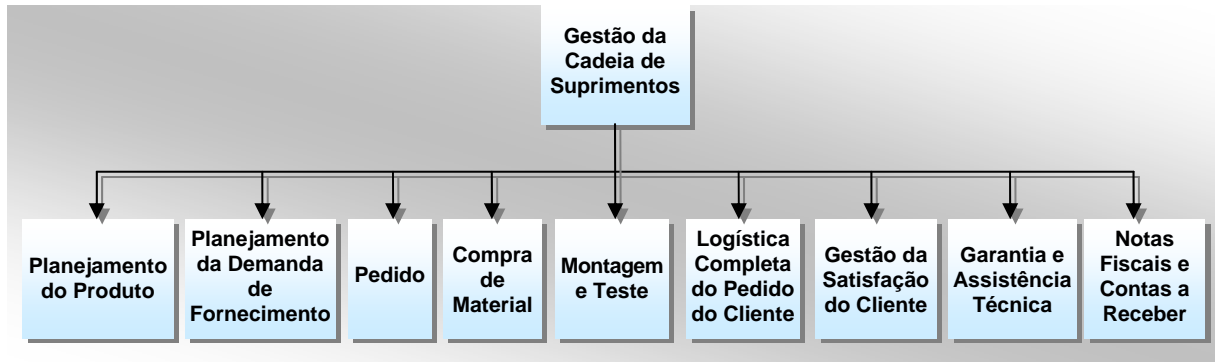 Gestão da
Cadeia de
Suprimentos
Planejamento
do Produto
Planejamento
da Demanda
de
Fornecimento
Pedido
Compra
de
Material
Montagem
e Teste
Logística
Completa
do Pedido
do Cliente
Gestão da
Satisfação
do Cliente
Garantia e
Assistência
Técnica
Notas
Fiscais e
Contas a
Receber